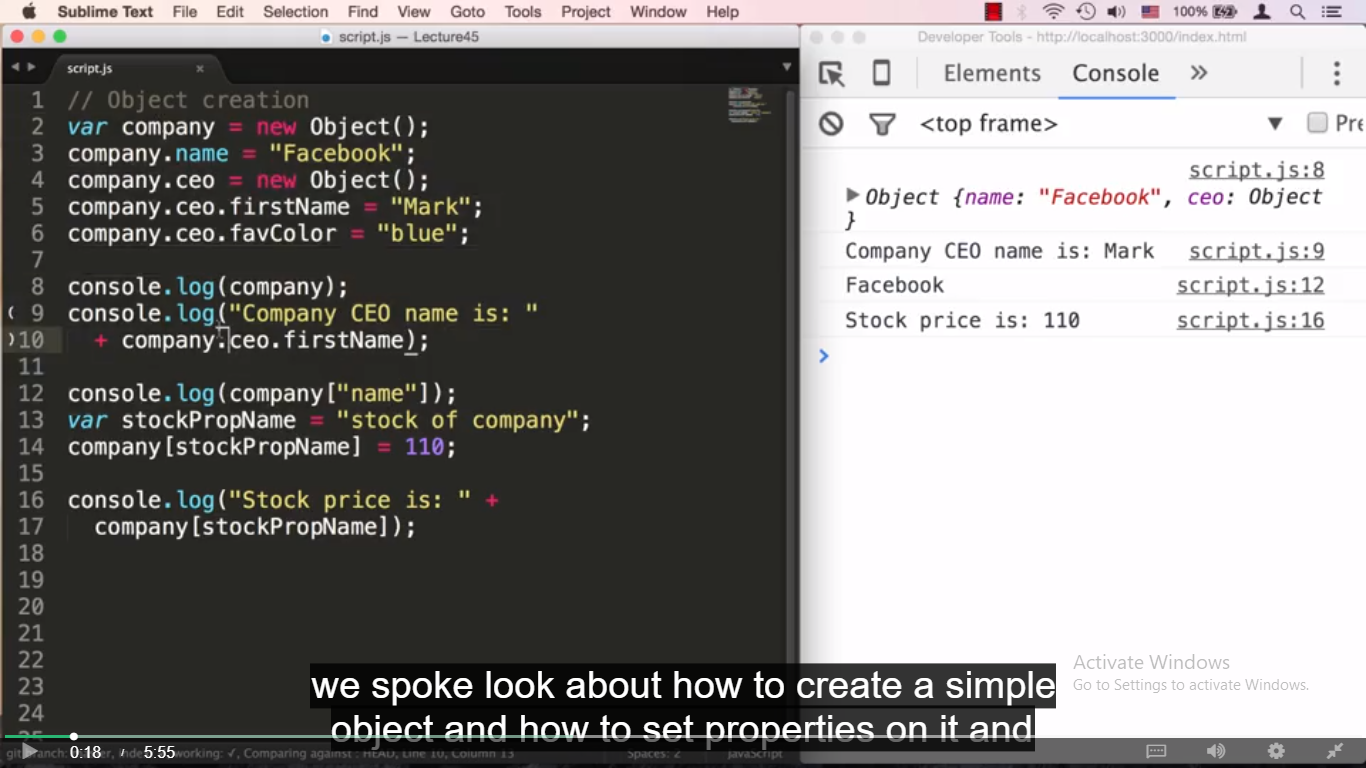 Sublime Text File Edit Selection Find View Goto Tools Project Window Help 100%
script.js — Lecture45
script.js ×
1 // Object creation
2 var company = new Object();
3 company.name = "Facebook";
4 company.ceo = new Object();
5 company.ceo.firstName = "Mark";
6 company.ceo.favColor = "blue";
7
8 console.log(company);
9 console.log("Company CEO name is: "
10 + company.ceo.firstName);
11
12 console.log(company["name"]);
13 var stockPropName = "stock of company";
14 company[stockPropName] = 110;
15
16 console.log("Stock price is: " +
17 company[stockPropName]);
18
19
20
21
22
23
24
25
Developer Tools - http://localhost:3000/index.html
Elements Console »
<top frame> ▼ Pre
script.js:8
▶ Object {name: "Facebook", ceo: Object
}
Company CEO name is: Mark script.js:9
Facebook script.js:12
Stock price is: 110 script.js:16
>
Activate Windows
Go to Settings to activate Windows.
we spoke look about how to create a simple
object and how to set properties on it and
0:18 / 5:55
working: ✓, Comparing against: HEAD, Line 10, Column 13 Spaces: 2 JavaScript